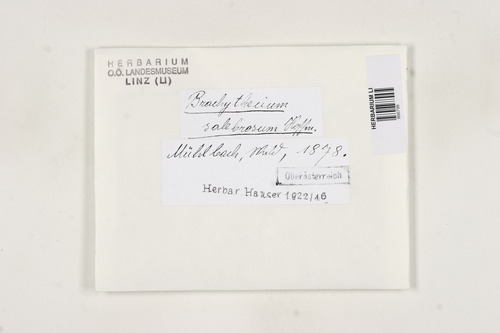 HERBARIUM
O.Ö. LANDESMUSEUM
LINZ (LI)
HERBARIUM LI
Brachythecium
salebrosum Hoffm.
Mühlbach, Wald, 1878.
Oberösterreich
Herbar Hauser 1922/16